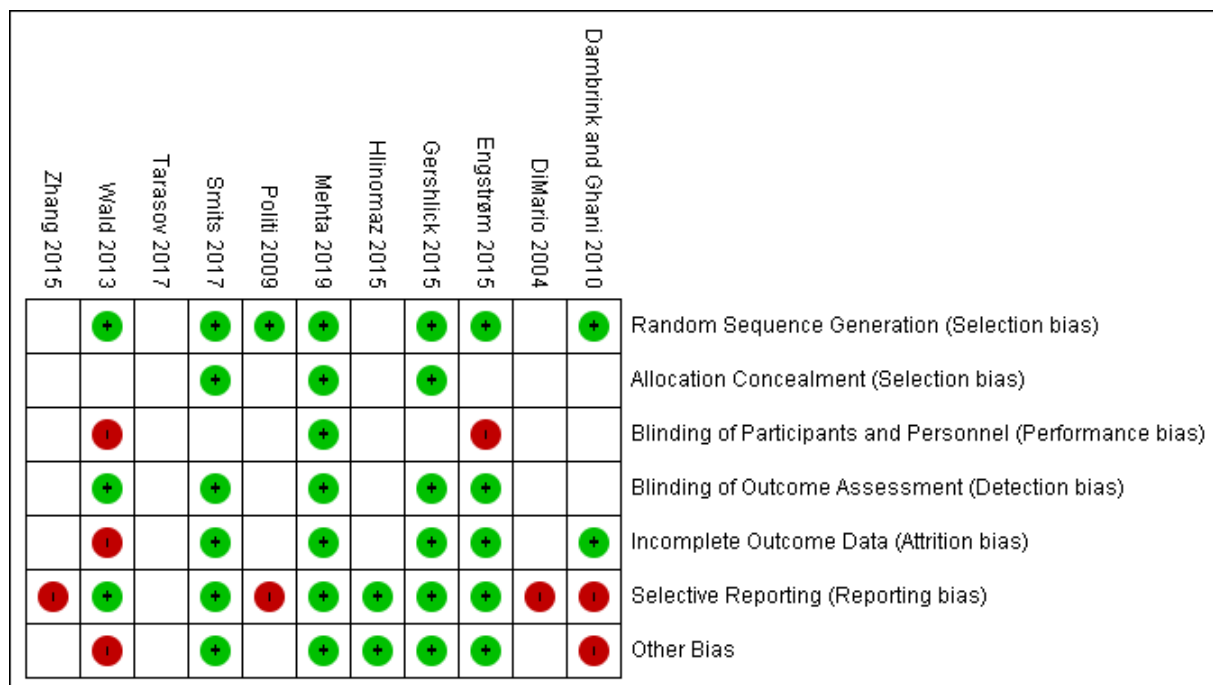 Zhang 2015
Wald 2013
Tarasov 2017
Smits 2017
Politi 2009
Mehta 2019
Hlinomaz 2015
Gershlick 2015
Engstrøm 2015
DiMario 2004
Dambrink and Ghani 2010
+ + + + + + + Random Sequence Generation (Selection bias)
+ + + Allocation Concealment (Selection bias)
- + - Blinding of Participants and Personnel (Performance bias)
+ + + + + Blinding of Outcome Assessment (Detection bias)
- + + + + + Incomplete Outcome Data (Attrition bias)
- + + - + + + + - - Selective Reporting (Reporting bias)
- + + + + + - Other Bias